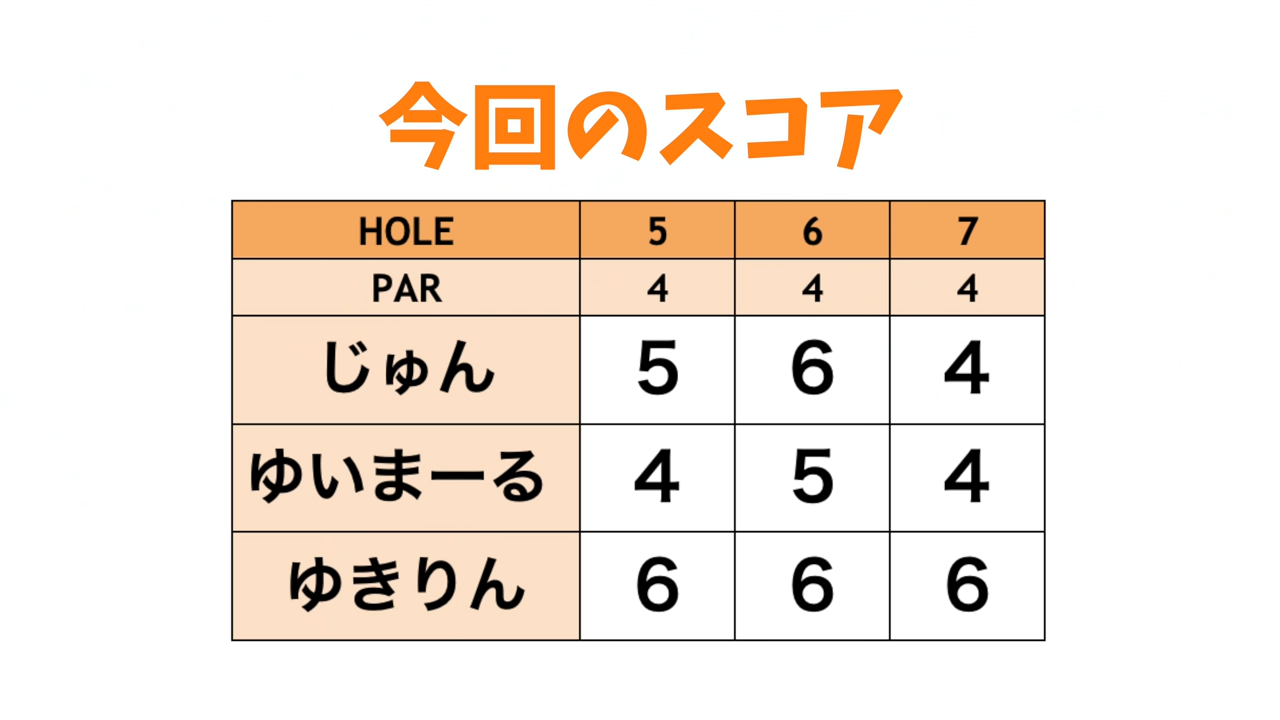 今回のスコア
HOLE 5 6 7
PAR 4 4 4
じゅん 5 6 4
ゆいまーる 4 5 4
ゆきりん 6 6 6